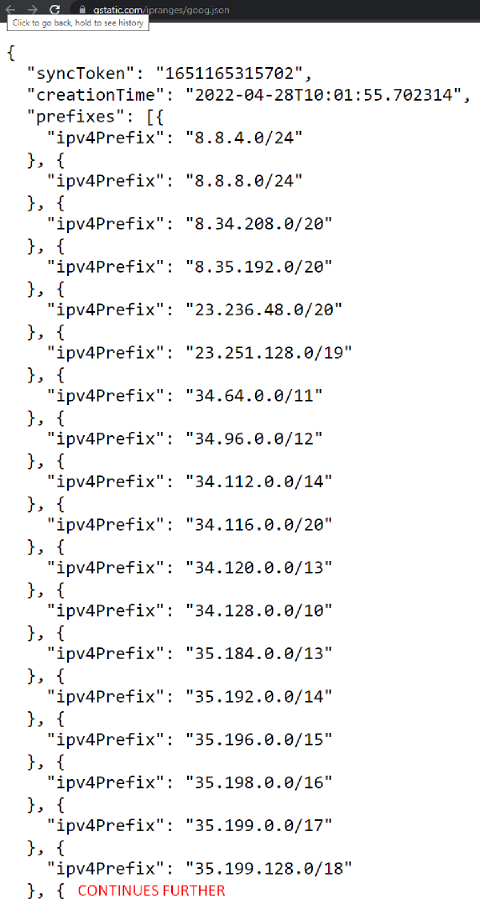 gstatic.com/ipranges/goog.json
Click to go back, hold to see history
{
"syncToken": "1651165315702",
"creationTime": "2022-04-28T10:01:55.702314",
"prefixes": [{
"ipv4Prefix": "8.8.4.0/24"
}, {
"ipv4Prefix": "8.8.8.0/24"
}, {
"ipv4Prefix": "8.34.208.0/20"
}, {
"ipv4Prefix": "8.35.192.0/20"
}, {
"ipv4Prefix": "23.236.48.0/20"
}, {
"ipv4Prefix": "23.251.128.0/19"
}, {
"ipv4Prefix": "34.64.0.0/11"
}, {
"ipv4Prefix": "34.96.0.0/12"
}, {
"ipv4Prefix": "34.112.0.0/14"
}, {
"ipv4Prefix": "34.116.0.0/20"
}, {
"ipv4Prefix": "34.120.0.0/13"
}, {
"ipv4Prefix": "34.128.0.0/10"
}, {
"ipv4Prefix": "35.184.0.0/13"
}, {
"ipv4Prefix": "35.192.0.0/14"
}, {
"ipv4Prefix": "35.196.0.0/15"
}, {
"ipv4Prefix": "35.198.0.0/16"
}, {
"ipv4Prefix": "35.199.0.0/17"
}, {
"ipv4Prefix": "35.199.128.0/18"
}, { CONTINUES FURTHER